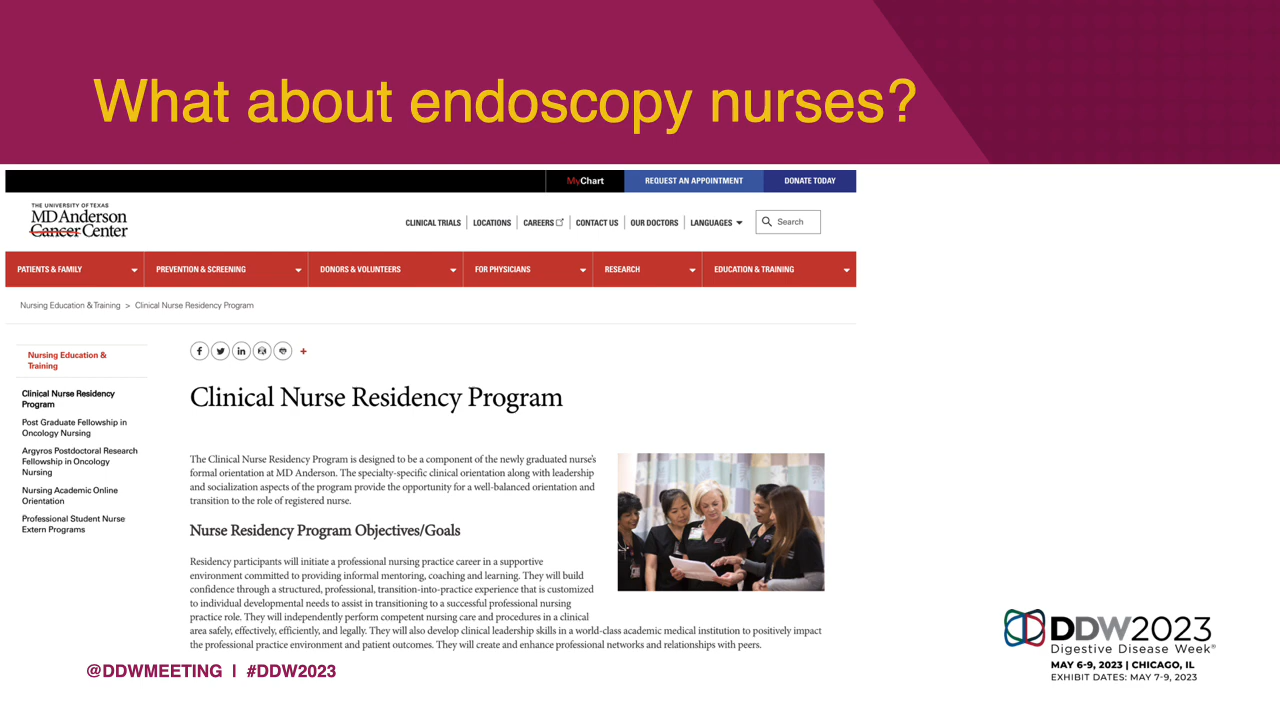 What about endoscopy nurses?
MyChart
REQUEST AN APPOINTMENT
DONATE TODAY
THE UNIVERSITY OF TEXAS
MD Anderson
Cancer Center
CLINICAL TRIALS
LOCATIONS
CAREERS
CONTACT US
OUR DOCTORS
LANGUAGES
Search
PATIENTS & FAMILY
PREVENTION & SCREENING
DONORS & VOLUNTEERS
FOR PHYSICIANS
RESEARCH
EDUCATION & TRAINING
Nursing Education & Training > Clinical Nurse Residency Program
Nursing Education &
Training
Clinical Nurse Residency
Program
Post Graduate Fellowship in
Oncology Nursing
Argyros Postdoctoral Research
Fellowship in Oncology
Nursing
Nursing Academic Online
Orientation
Professional Student Nurse
Extern Programs
Clinical Nurse Residency Program
The Clinical Nurse Residency Program is designed to be a component of the newly graduated nurse's
formal orientation at MD Anderson. The specialty-specific clinical orientation along with leadership
and socialization aspects of the program provide the opportunity for a well-balanced orientation and
transition to the role of registered nurse.
Nurse Residency Program Objectives/Goals
Residency participants will initiate a professional nursing practice career in a supportive
environment committed to providing informal mentoring, coaching and learning. They will build
confidence through a structured, professional, transition-into-practice experience that is customized
to individual developmental needs to assist in transitioning to a successful professional nursing
practice role. They will independently perform competent nursing care and procedures in a clinical
area safely, effectively, efficiently, and legally. They will also develop clinical leadership skills in a world-class academic medical institution to positively impact
the professional practice environment and patient outcomes. They will create and enhance professional networks and relationships with peers.
@DDWMEETING | #DDW2023
DDW2023
Digestive Disease Week®
MAY 6-9, 2023 | CHICAGO, IL
EXHIBIT DATES: MAY 7-9, 2023